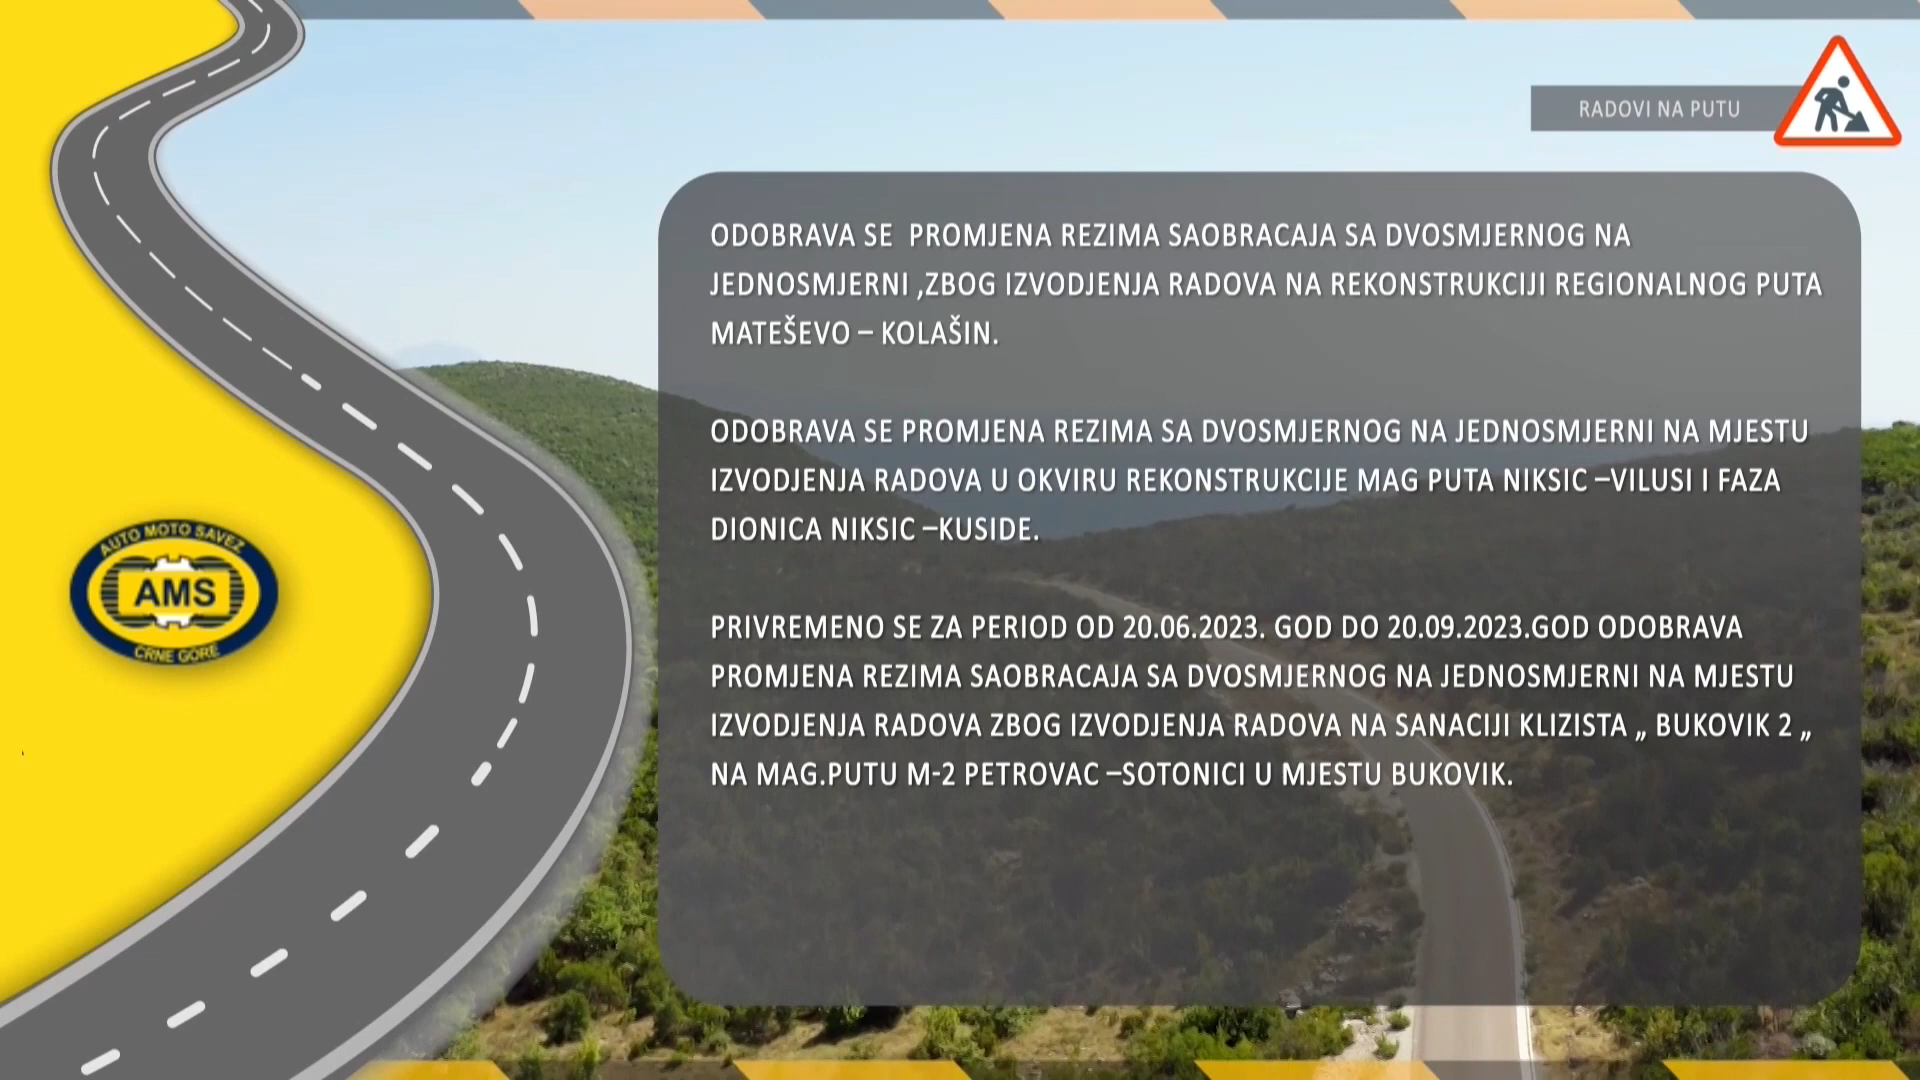 RADOVI NA PUTU
ODOBRAVA SE  PROMJENA REZIMA SAOBRACAJA SA DVOSMJERNOG NA
JEDNOSMJERNI ,ZBOG IZVODJENJA RADOVA NA REKONSTRUKCIJI REGIONALNOG PUTA
MATEŠEVO – KOLAŠIN.
ODOBRAVA SE PROMJENA REZIMA SA DVOSMJERNOG NA JEDNOSMJERNI NA MJESTU
IZVODJENJA RADOVA U OKVIRU REKONSTRUKCIJE MAG PUTA NIKSIC –VILUSI I FAZA
DIONICA NIKSIC –KUSIDE.
PRIVREMENO SE ZA PERIOD OD 20.06.2023. GOD DO 20.09.2023.GOD ODOBRAVA
PROMJENA REZIMA SAOBRACAJA SA DVOSMJERNOG NA JEDNOSMJERNI NA MJESTU
IZVODJENJA RADOVA ZBOG IZVODJENJA RADOVA NA SANACIJI KLIZISTA „ BUKOVIK 2 „
NA MAG.PUTU M-2 PETROVAC –SOTONICI U MJESTU BUKOVIK.
AUTO MOTO SAVEZ
AMS
CRNE GORE